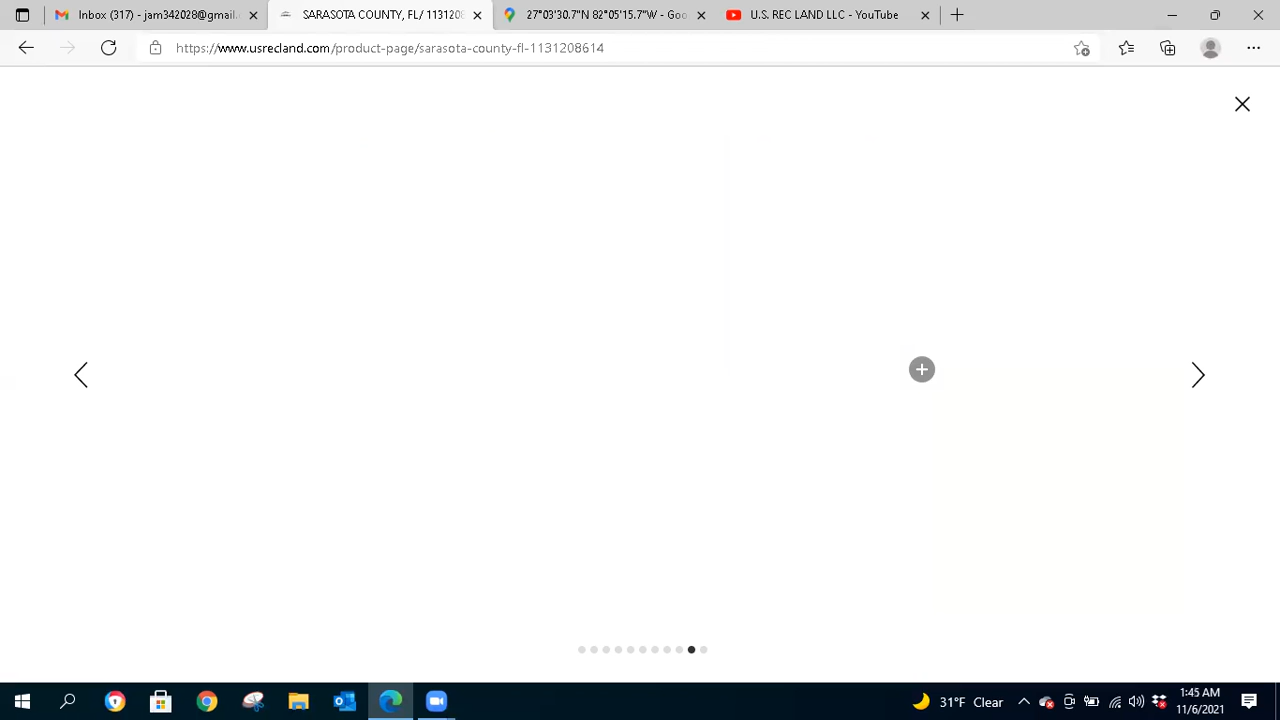 Inbox (317) - jam342028@gmail.
SARASOTA COUNTY, FL/ 1131208
27°03'30.7"N 82°05'15.7"W - Goo
U.S. REC LAND LLC - YouTube
https://www.usrecland.com/product-page/sarasota-county-fl-1131208614
31°F Clear
1:45 AM
11/6/2021